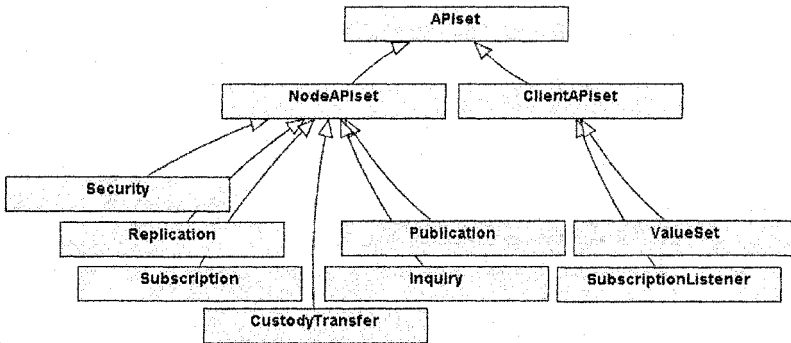 APIset
NodeAPIset
ClientAPIset
Security
Replication
Publication
ValueSet
Subscription
Inquiry
SubscriptionListener
CustodyTransfer